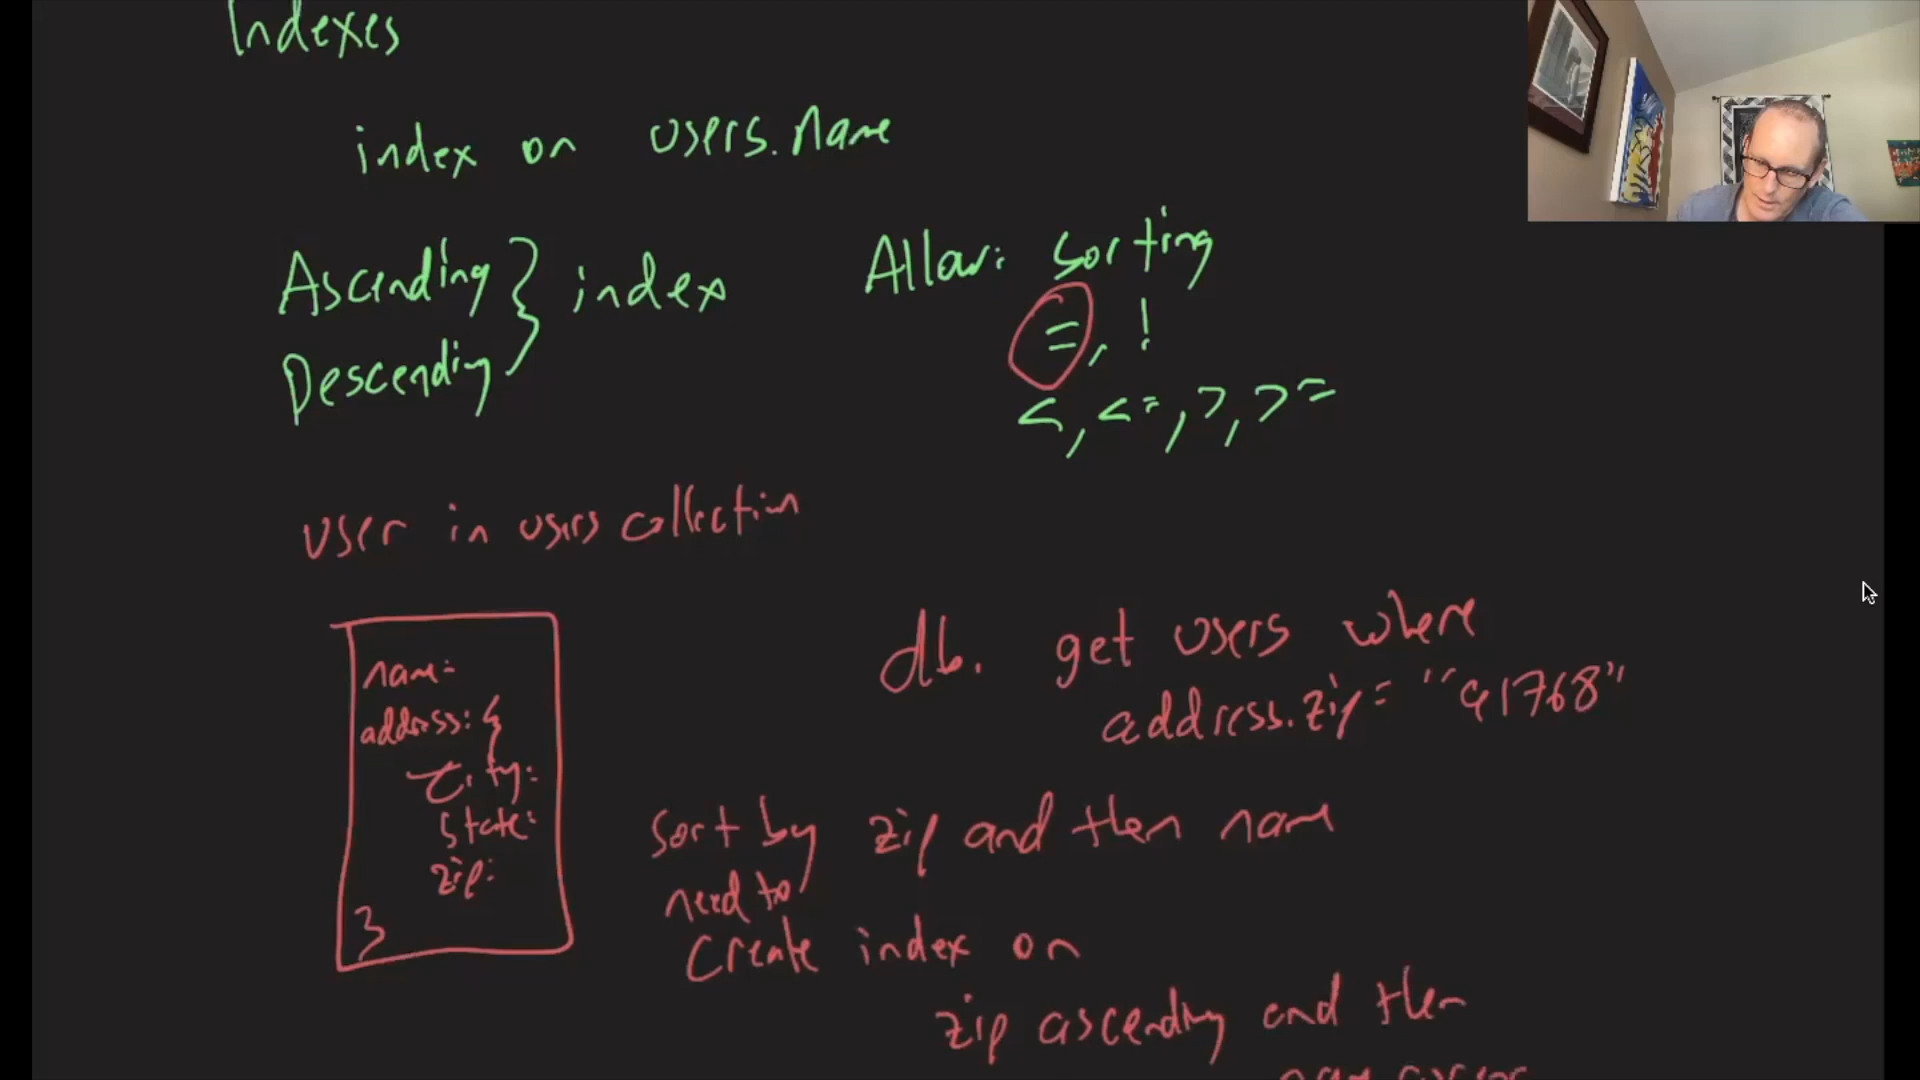 Indexes
index on users.name
Ascending } index
Descending
Allow: sorting
=, !
<, <=, >, >=
user in users collection
name:
address: {
city:
state:
zip:
}
db. get users where
address.zip = "91768"
sort by zip and then name
need to
create index on
zip ascending and then